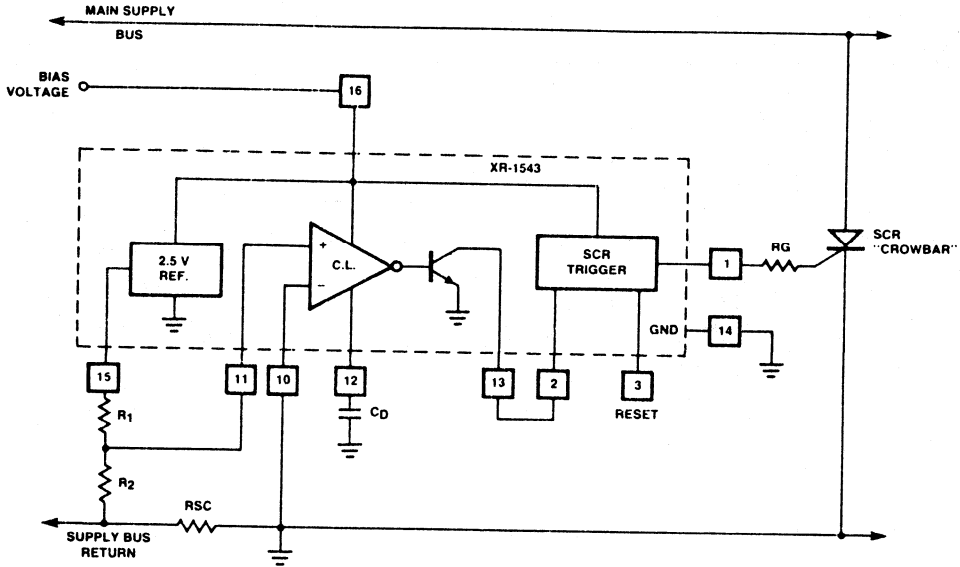 MAIN SUPPLY
BUS
BIAS
VOLTAGE
16
XR-1543
2.5 V
REF.
+
C.L.
−
SCR
TRIGGER
1
RG
SCR
"CROWBAR"
GND
14
15
11
10
12
13
2
3
RESET
R1
CD
R2
RSC
SUPPLY BUS
RETURN